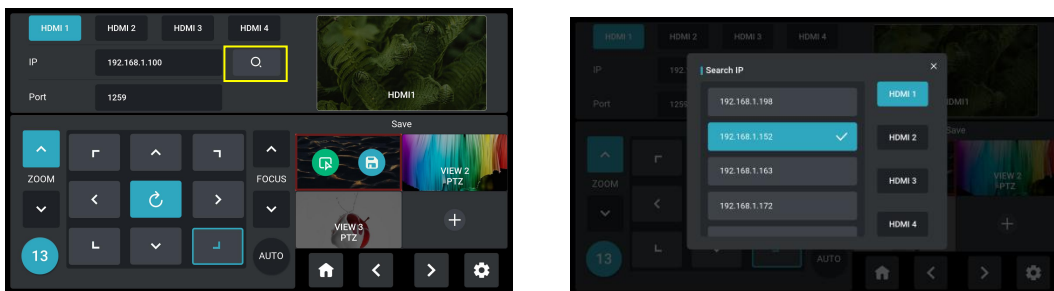 HDMI 1 HDMI 2 HDMI 3 HDMI 4
IP 192.168.1.100
Port 1259
HDMI1
Save
ZOOM
FOCUS
VIEW 2
PTZ
VIEW 3
PTZ
13
AUTO
HDMI 1 HDMI 2 HDMI 3 HDMI 4
IP 192.
Port 1259
HDMI1
Search IP
192.168.1.198
192.168.1.152
192.168.1.163
192.168.1.172
HDMI 1
HDMI 2
HDMI 3
HDMI 4
Save
ZOOM
VIEW 2
PTZ
13
AUTO